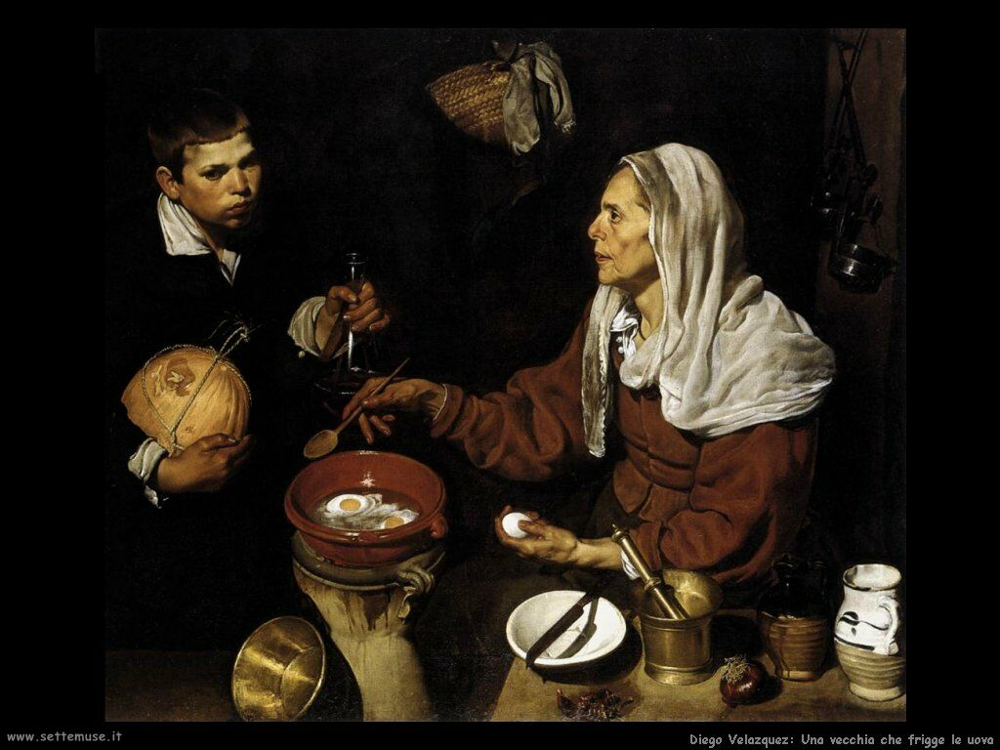 www.settemuse.it
Diego Velazquez: Una vecchia che frigge le uova